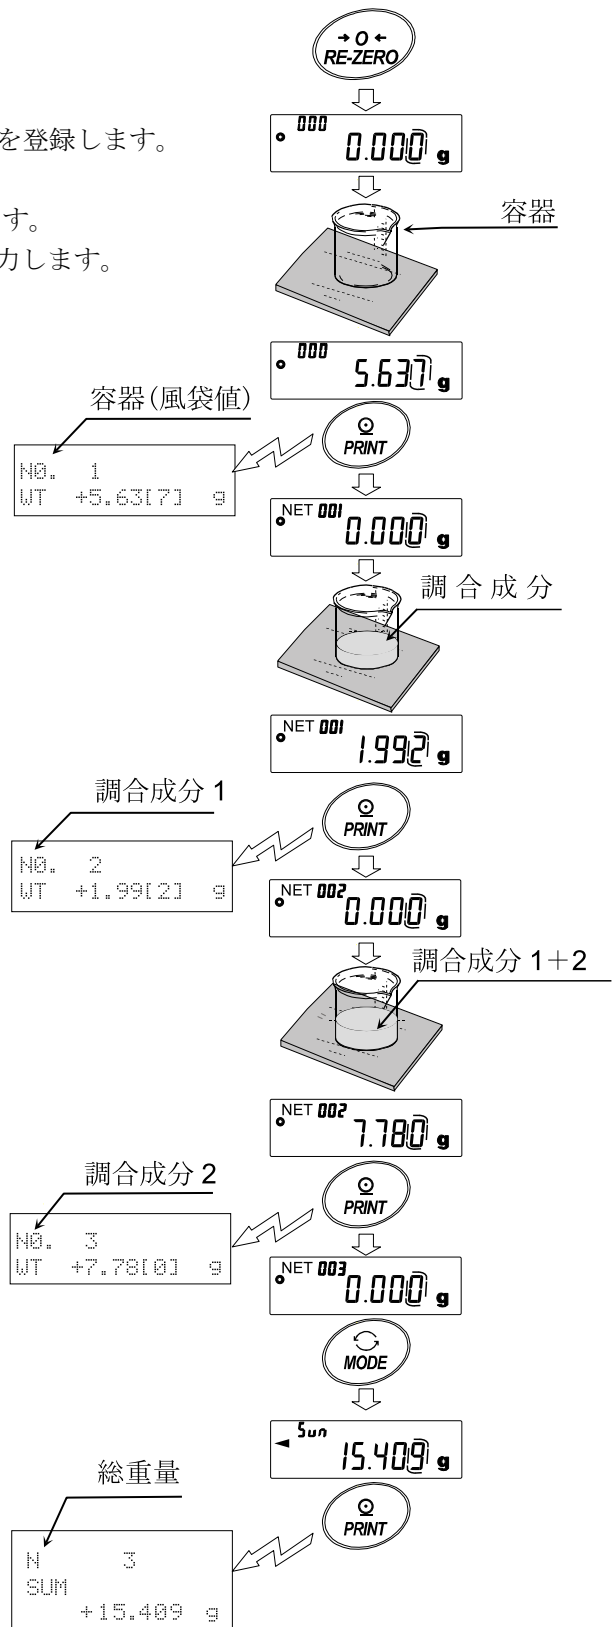 →0←
RE-ZERO
を登録します。
000
0.000 g
す。
力します。
容器
000
5.637 g
容器(風袋値)
PRINT
N0. 1
WT +5.63[7] g
NET 001
0.000 g
調合成分
NET 001
1.992 g
調合成分 1
PRINT
N0. 2
WT +1.99[2] g
NET 002
0.000 g
調合成分 1+2
NET 002
7.780 g
調合成分 2
PRINT
N0. 3
WT +7.78[0] g
NET 003
0.000 g
MODE
Sun
15.409 g
総重量
PRINT
N 3
SUM
+15.409 g